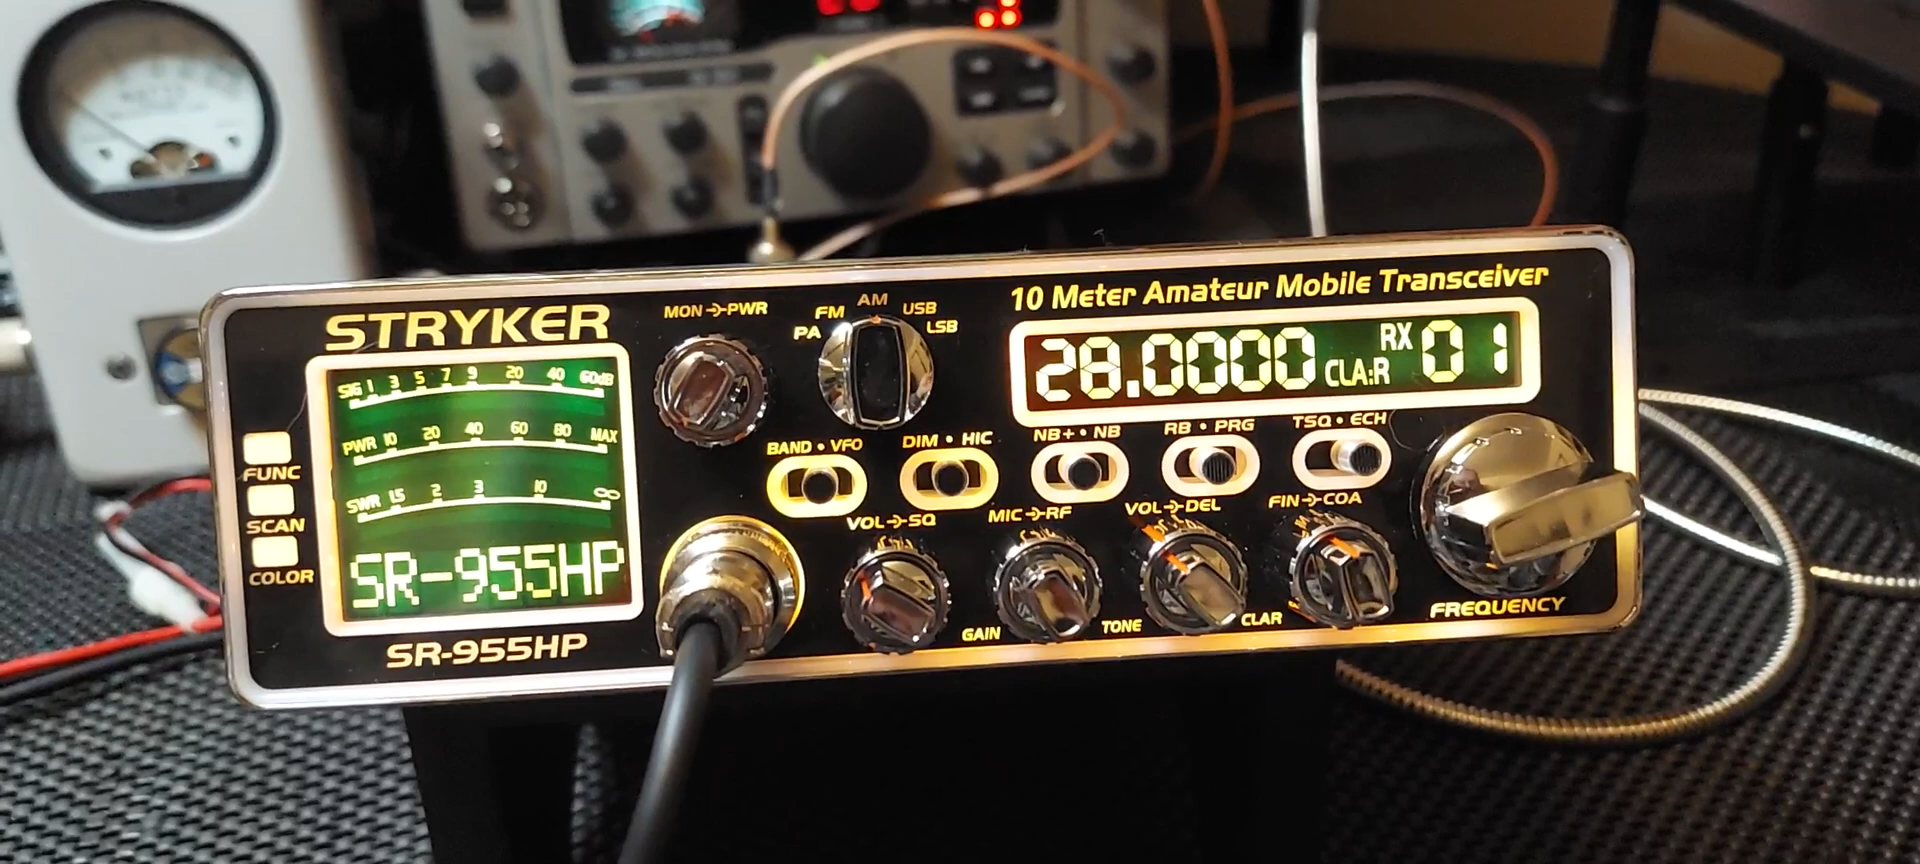 STRYKER
SIG 1 3 5 7 9 20 40 60dB
PWR 10 20 40 60 80 MAX
SWR 1.5 2 3 10 ∞
SR-955HP
SR-955HP
FUNC
SCAN
COLOR
MON PWR
PA FM AM USB LSB
10 Meter Amateur Mobile Transceiver
28.0000 CLA:R RX 01
BAND • VFO
DIM • HIC
NB+ • NB
RB • PRG
TSQ • ECH
VOL SQ
MIC RF
VOL DEL
FIN COA
GAIN
TONE
CLAR
FREQUENCY